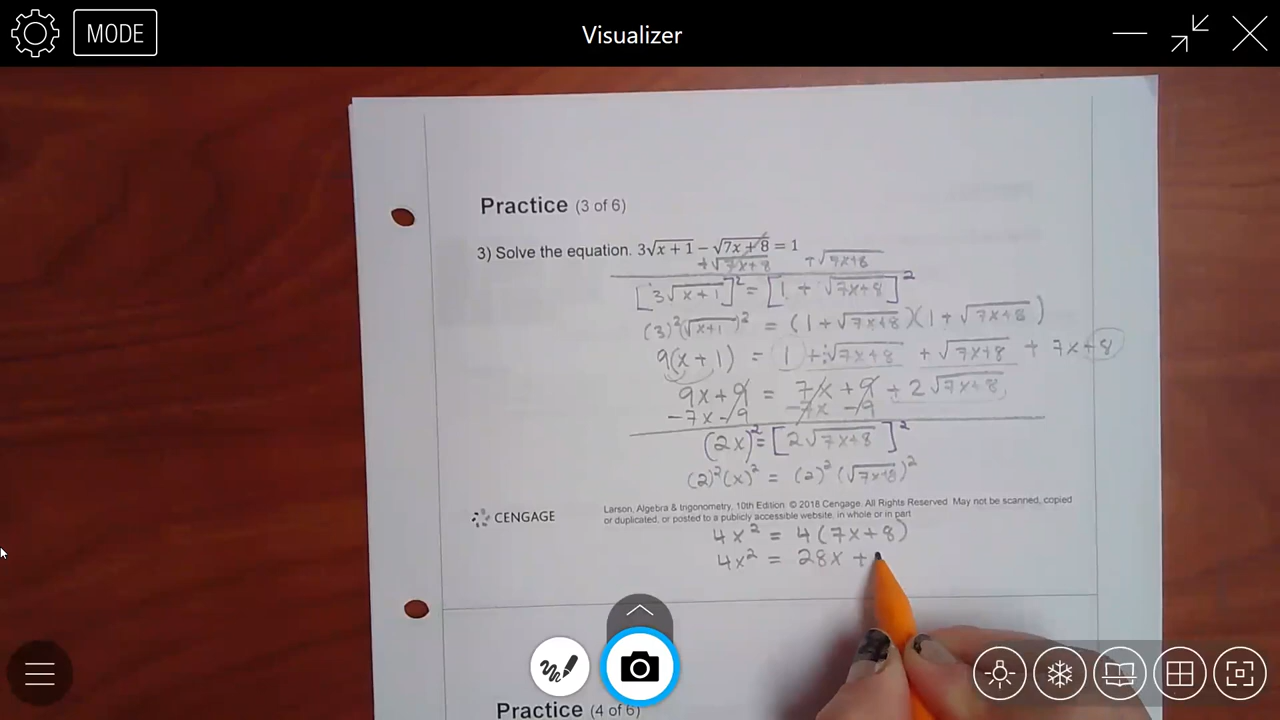 MODE
Visualizer
Practice (3 of 6)
3) Solve the equation. 3√x + 1 − √7x + 8 = 1
+√7x+8 +√7x+8
[3√x+1]² = [1 + √7x+8]²
(3)²(√x+1)² = (1+√7x+8)(1+√7x+8)
9(x+1) = 1 + √7x+8 + √7x+8 + 7x+8
9x+9 = 7x+9 + 2√7x+8
−7x −9 −7x −9
(2x)² = [2√7x+8]²
(2)²(x)² = (2)²(√7x+8)²
CENGAGE
Larson, Algebra & trigonometry, 10th Edition. © 2018 Cengage. All Rights Reserved. May not be scanned, copied
or duplicated, or posted to a publicly accessible website, in whole or in part
4x² = 4(7x+8)
4x² = 28x +
Practice (4 of 6)